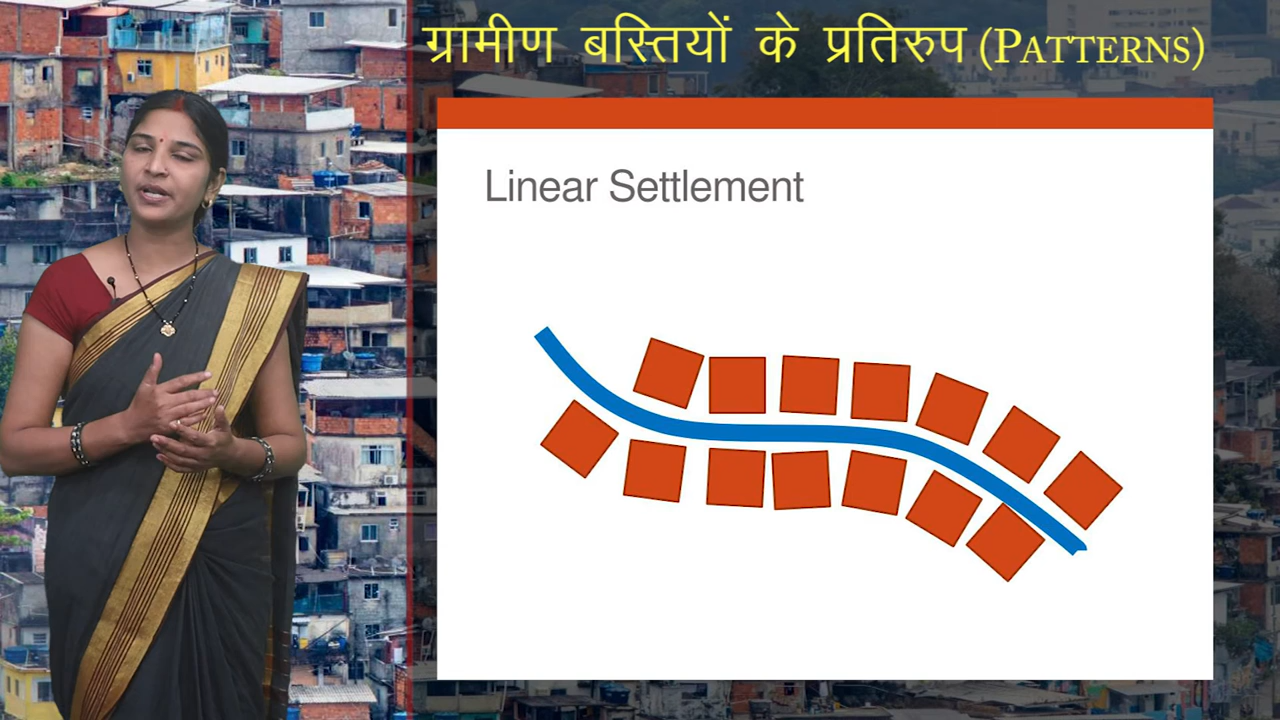 ग्रामीण बस्तियों के प्रतिरुप (PATTERNS)
Linear Settlement